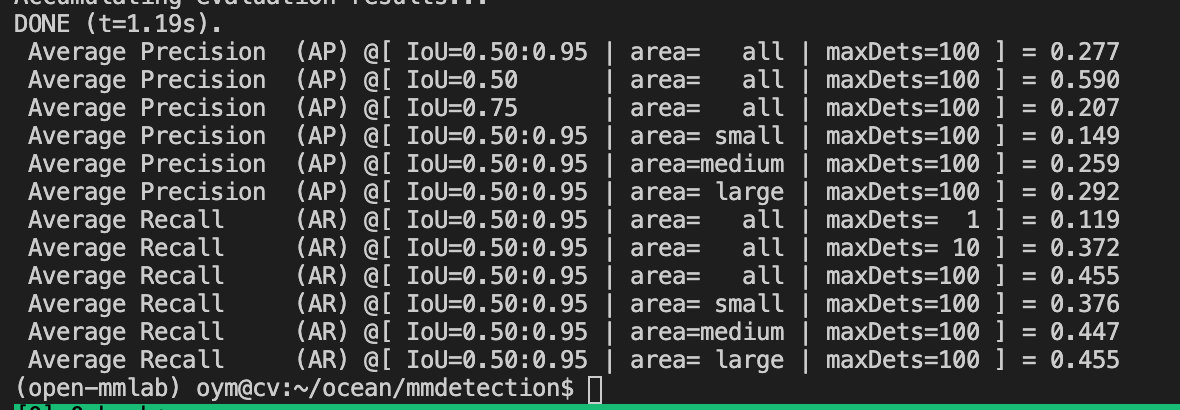 Accumulating evaluation results...
DONE (t=1.19s).
 Average Precision  (AP) @[ IoU=0.50:0.95 | area=   all | maxDets=100 ] = 0.277
 Average Precision  (AP) @[ IoU=0.50      | area=   all | maxDets=100 ] = 0.590
 Average Precision  (AP) @[ IoU=0.75      | area=   all | maxDets=100 ] = 0.207
 Average Precision  (AP) @[ IoU=0.50:0.95 | area= small | maxDets=100 ] = 0.149
 Average Precision  (AP) @[ IoU=0.50:0.95 | area=medium | maxDets=100 ] = 0.259
 Average Precision  (AP) @[ IoU=0.50:0.95 | area= large | maxDets=100 ] = 0.292
 Average Recall     (AR) @[ IoU=0.50:0.95 | area=   all | maxDets=  1 ] = 0.119
 Average Recall     (AR) @[ IoU=0.50:0.95 | area=   all | maxDets= 10 ] = 0.372
 Average Recall     (AR) @[ IoU=0.50:0.95 | area=   all | maxDets=100 ] = 0.455
 Average Recall     (AR) @[ IoU=0.50:0.95 | area= small | maxDets=100 ] = 0.376
 Average Recall     (AR) @[ IoU=0.50:0.95 | area=medium | maxDets=100 ] = 0.447
 Average Recall     (AR) @[ IoU=0.50:0.95 | area= large | maxDets=100 ] = 0.455
(open-mmlab) oym@cv:~/ocean/mmdetection$